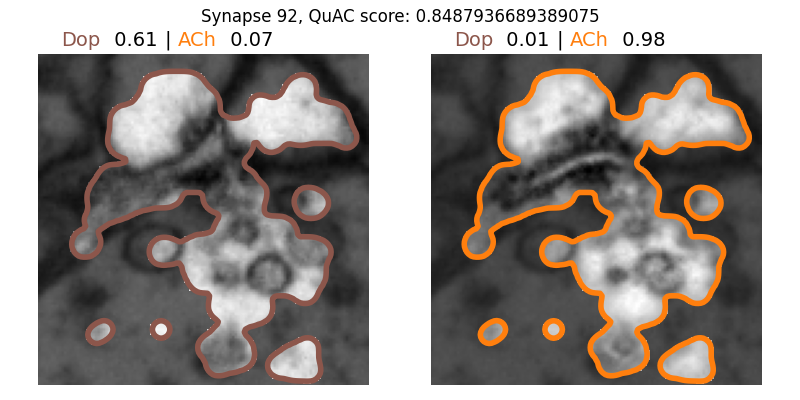 Synapse 92, QuAC score: 0.8487936689389075
Dop 0.61 | ACh 0.07
Dop 0.01 | ACh 0.98